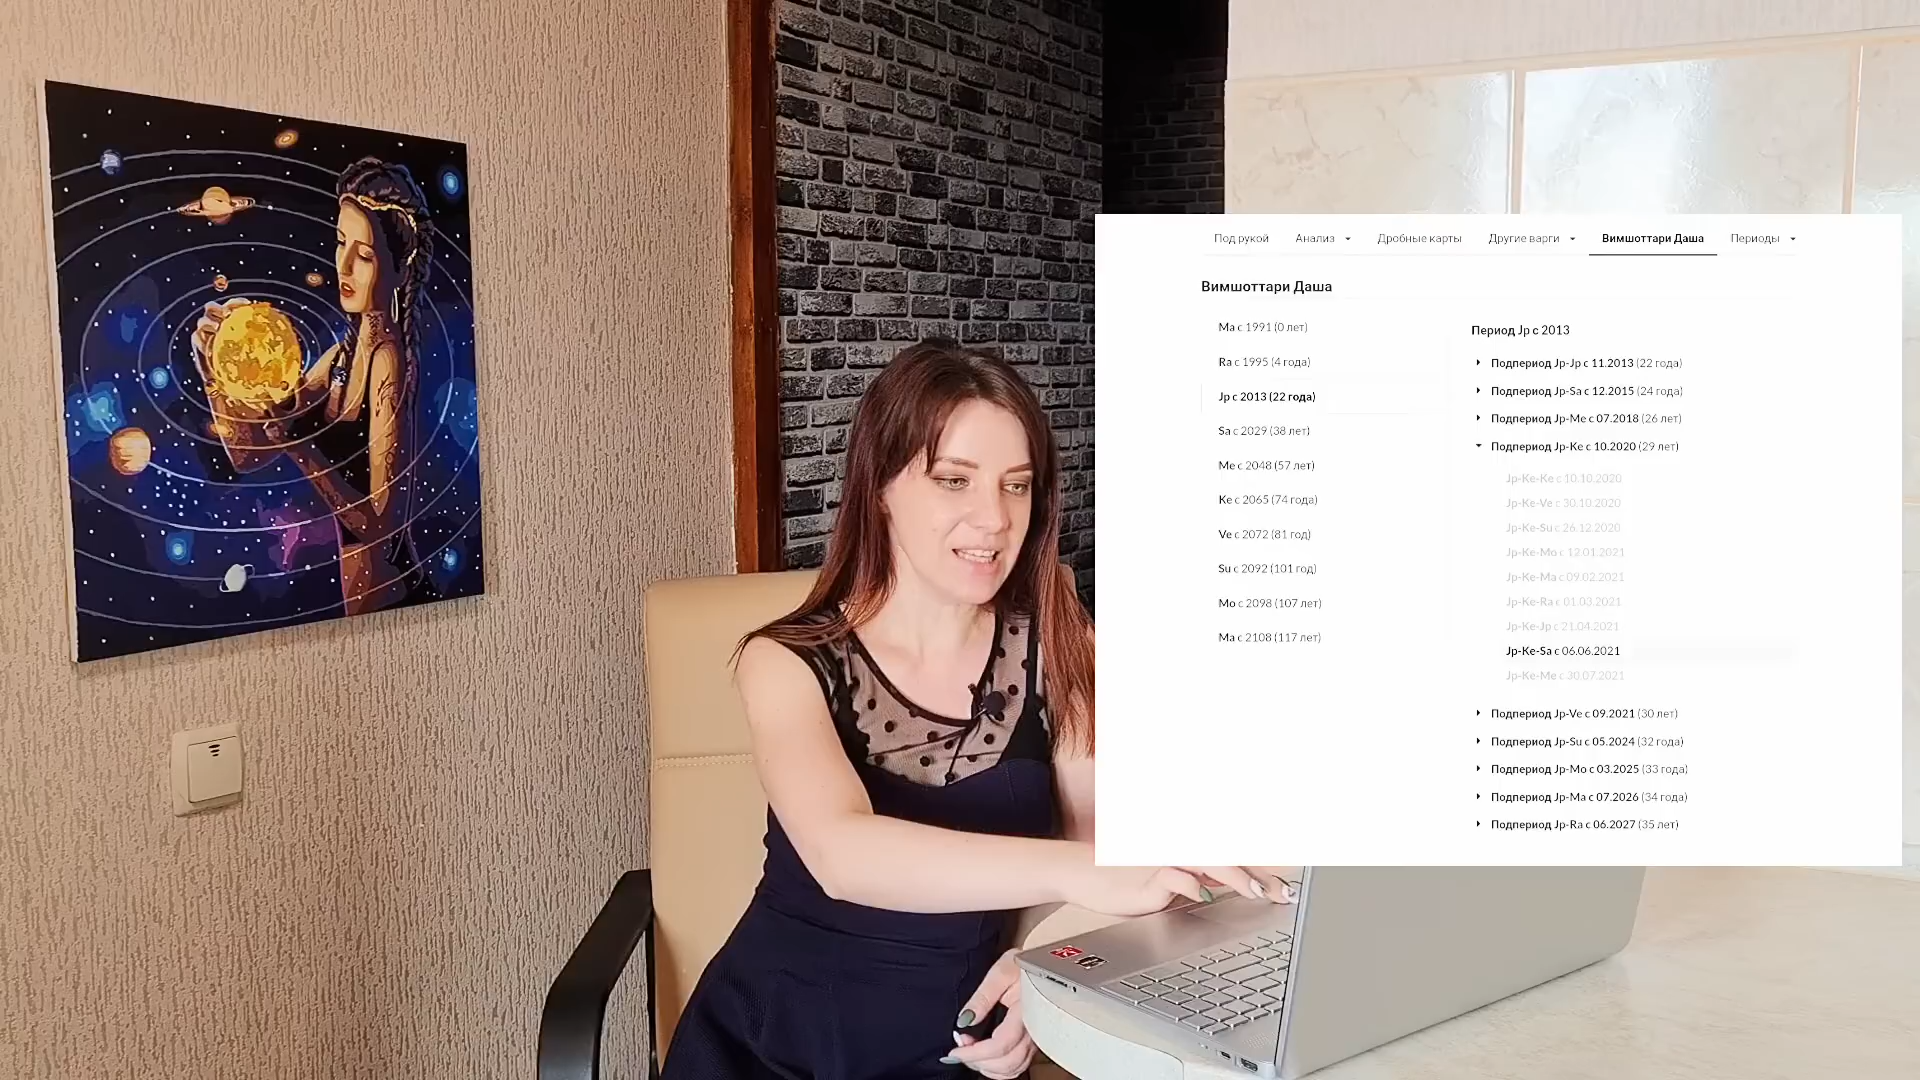 Под рукой Анализ Дробные карты Другие варги Вимшоттари Даша Периоды
Вимшоттари Даша
Ma с 1991 (0 лет)
Ra с 1995 (4 года)
Jp с 2013 (22 года)
Sa с 2029 (38 лет)
Me с 2048 (57 лет)
Ke с 2065 (74 года)
Ve с 2072 (81 год)
Su с 2092 (101 год)
Mo с 2098 (107 лет)
Ma с 2108 (117 лет)
Период Jp с 2013
Подпериод Jp-Jp с 11.2013 (22 года)
Подпериод Jp-Sa с 12.2015 (24 года)
Подпериод Jp-Me с 07.2018 (26 лет)
Подпериод Jp-Ke с 10.2020 (29 лет)
Jp-Ke-Ke с 10.10.2020
Jp-Ke-Ve с 30.10.2020
Jp-Ke-Su с 26.12.2020
Jp-Ke-Mo с 12.01.2021
Jp-Ke-Ma с 09.02.2021
Jp-Ke-Ra с 01.03.2021
Jp-Ke-Jp с 21.04.2021
Jp-Ke-Sa с 06.06.2021
Jp-Ke-Me с 30.07.2021
Подпериод Jp-Ve с 09.2021 (30 лет)
Подпериод Jp-Su с 05.2024 (32 года)
Подпериод Jp-Mo с 03.2025 (33 года)
Подпериод Jp-Ma с 07.2026 (34 года)
Подпериод Jp-Ra с 06.2027 (35 лет)